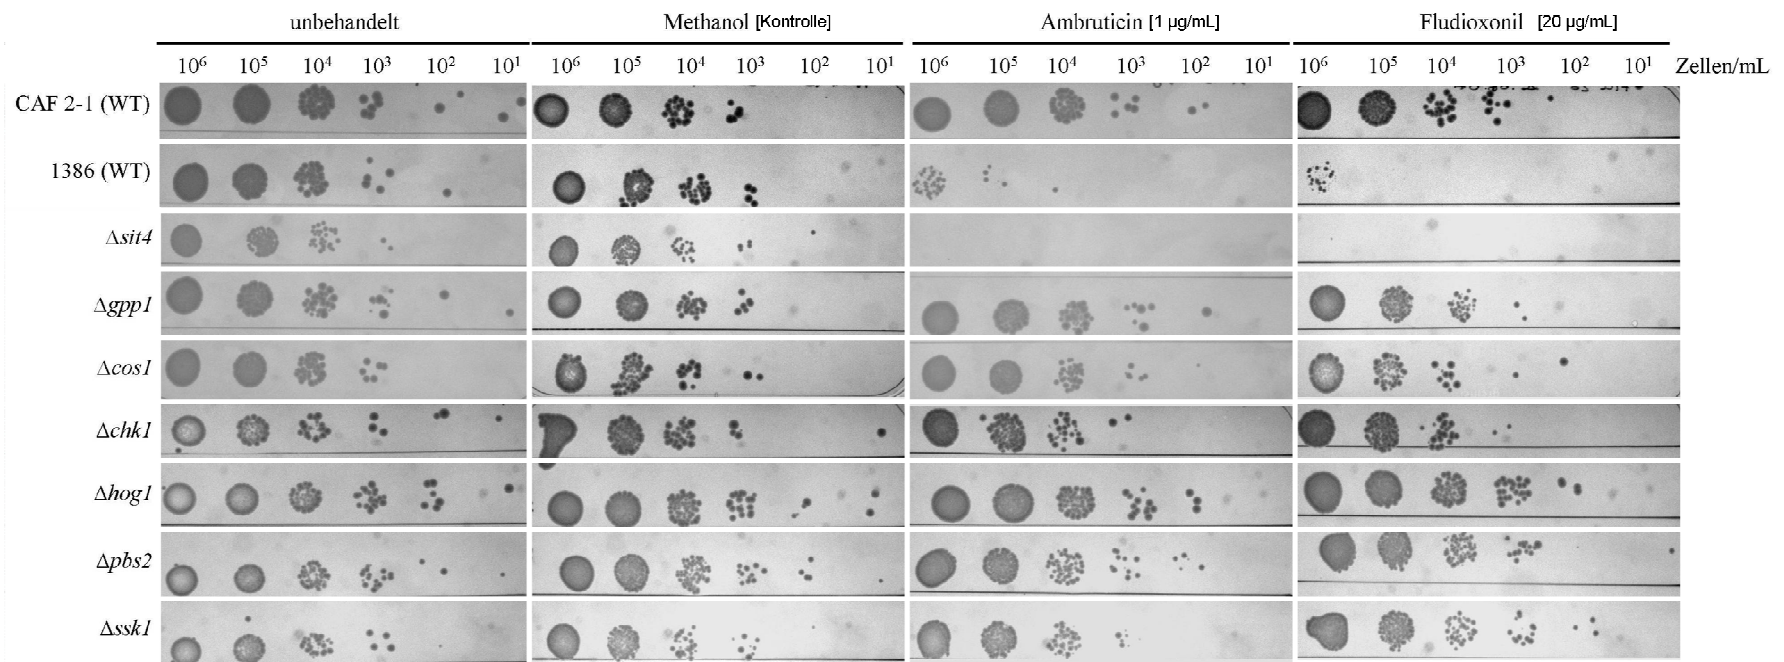 unbehandelt Methanol [Kontrolle] Ambruticin [1 µg/mL] Fludioxonil [20 µg/mL]
10⁶ 10⁵ 10⁴ 10³ 10² 10¹ 10⁶ 10⁵ 10⁴ 10³ 10² 10¹ 10⁶ 10⁵ 10⁴ 10³ 10² 10¹ 10⁶ 10⁵ 10⁴ 10³ 10² 10¹ Zellen/mL
CAF 2-1 (WT)
1386 (WT)
Δsit4
Δgpp1
Δcos1
Δchk1
Δhog1
Δpbs2
Δssk1